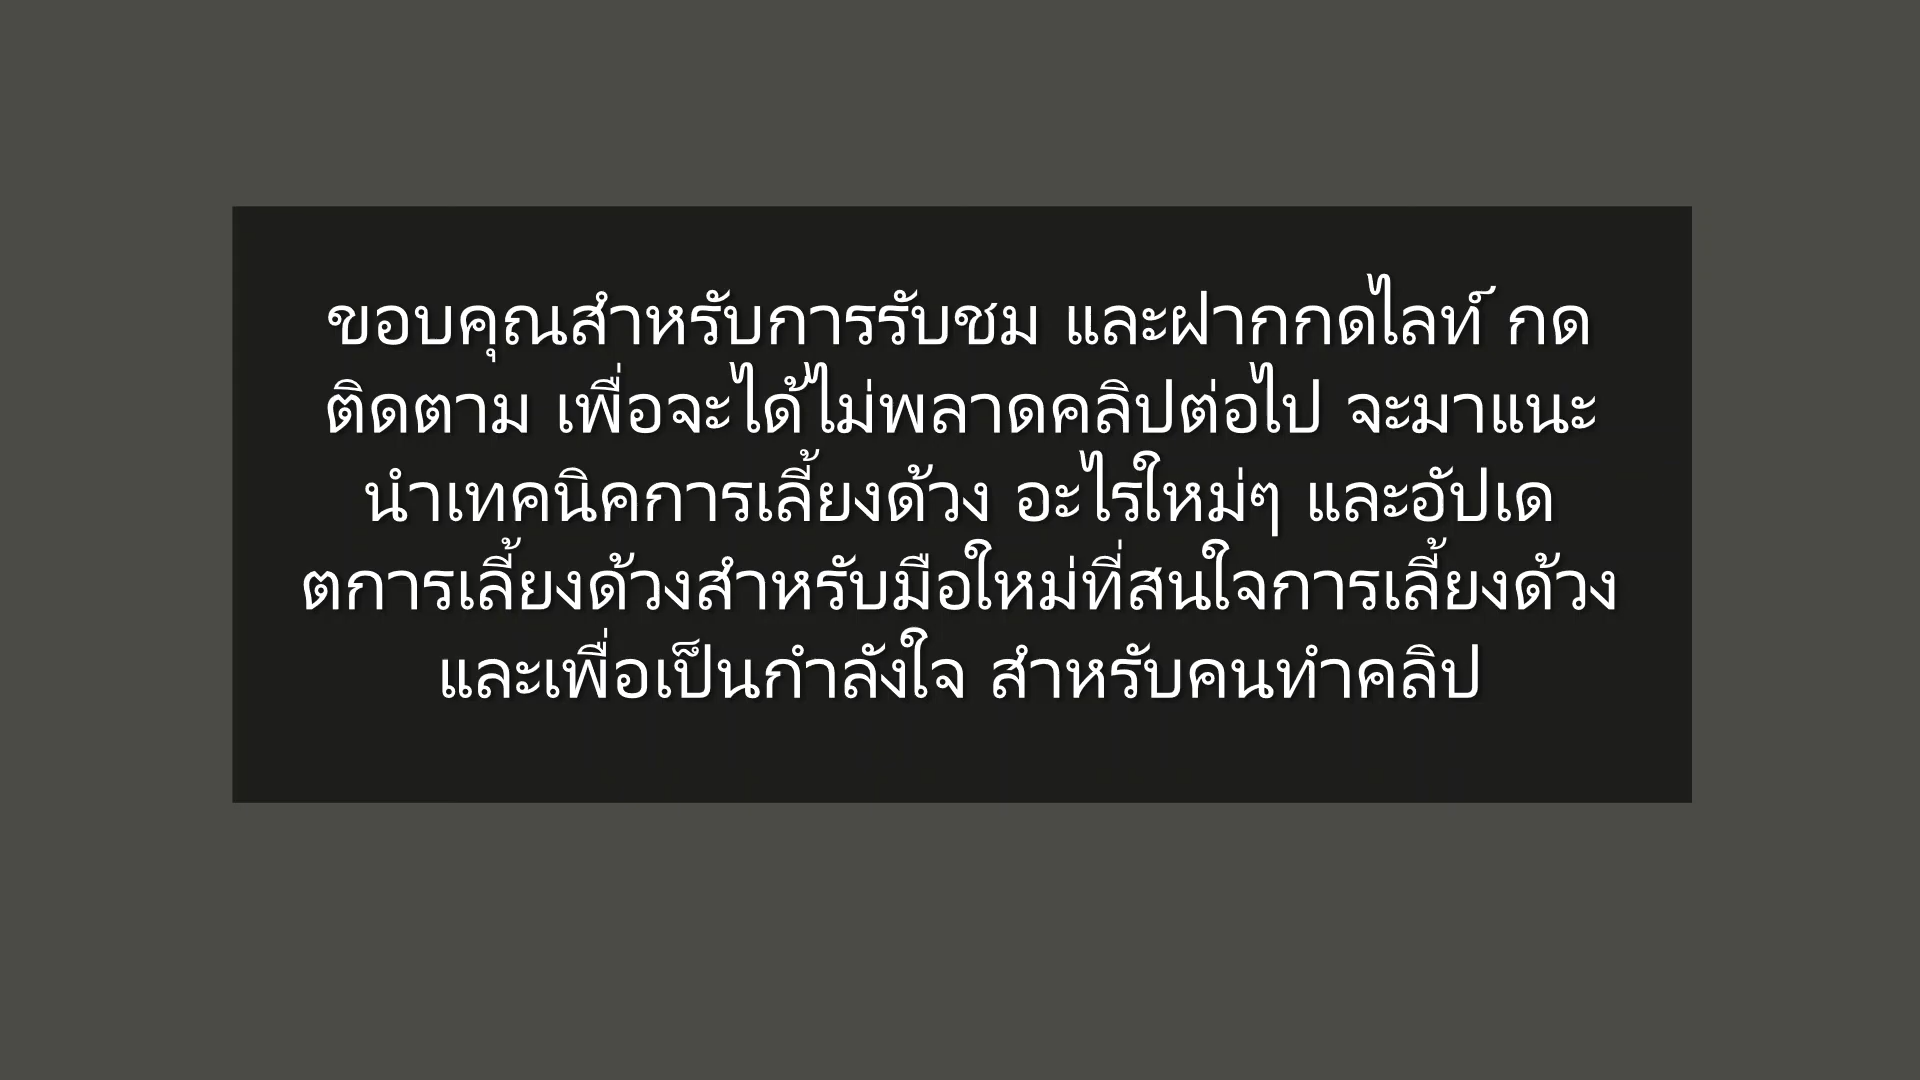 ขอบคุณสำหรับการรับชม และฝากกดไลท์ กด
ติดตาม เพื่อจะได้ไม่พลาดคลิปต่อไป จะมาแนะ
นำเทคนิคการเลี้ยงด้วง อะไรใหม่ๆ และอัปเด
ตการเลี้ยงด้วงสำหรับมือใหม่ที่สนใจการเลี้ยงด้วง
และเพื่อเป็นกำลังใจ สำหรับคนทำคลิป